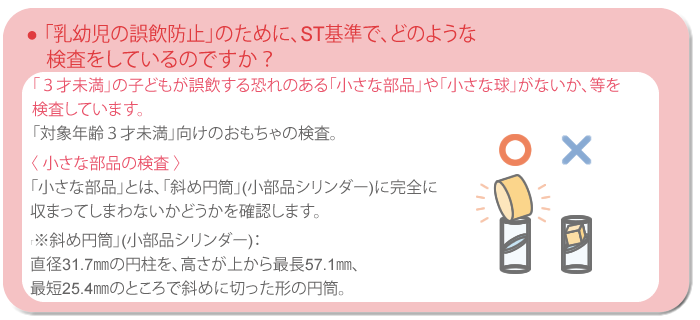 ●「乳幼児の誤飲防止」のために、ST基準で、どのような
検査をしているのですか？
「３才未満」の子どもが誤飲する恐れのある「小さな部品」や「小さな球」がないか、等を
検査しています。
「対象年齢３才未満」向けのおもちゃの検査。
〈 小さな部品の検査 〉
「小さな部品」とは、「斜め円筒」(小部品シリンダー)に完全に
収まってしまわないかどうかを確認します。
「※斜め円筒」(小部品シリンダー)：
直径31.7㎜の円柱を、高さが上から最長57.1㎜、
最短25.4㎜のところで斜めに切った形の円筒。